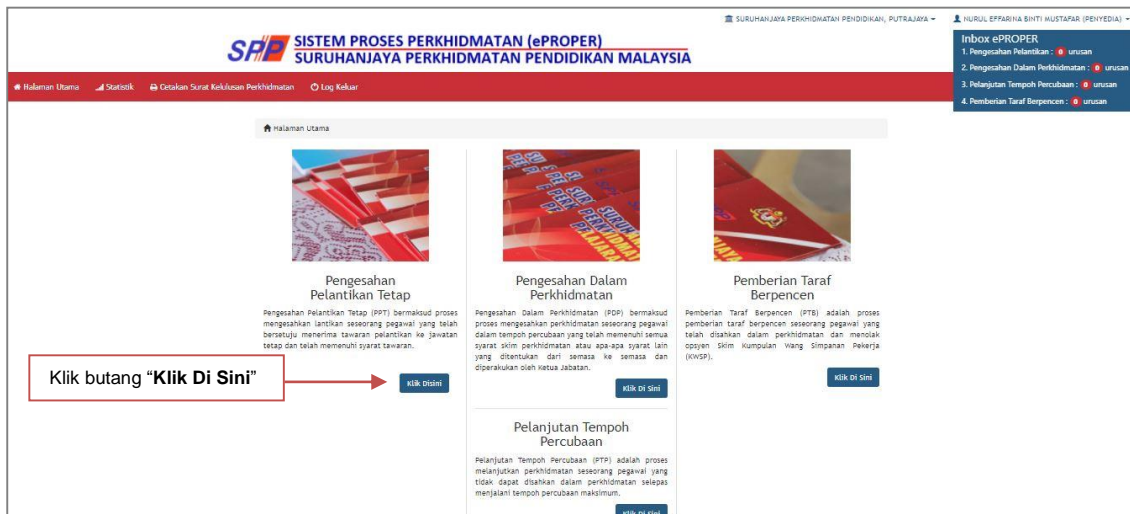 SURUHANJAYA PERKHIDMATAN PENDIDIKAN, PUTRAJAYA
NURUL EFFARINA BINTI MUSTAFAR (PENYEDIA)
SPP
SISTEM PROSES PERKHIDMATAN (ePROPER)
SURUHANJAYA PERKHIDMATAN PENDIDIKAN MALAYSIA
Inbox ePROPER
1. Pengesahan Pelantikan : 0 urusan
2. Pengesahan Dalam Perkhidmatan : 0 urusan
3. Pelanjutan Tempoh Percubaan : 0 urusan
4. Pemberian Taraf Berpencen : 0 urusan
Halaman Utama Statistik Cetakan Surat Kelulusan Perkhidmatan Log Keluar
Halaman Utama
Pengesahan
Pelantikan Tetap
Pengesahan Pelantikan Tetap (PPT) bermaksud proses
mengesahkan lantikan seseorang pegawai yang telah
bersetuju menerima tawaran pelantikan ke jawatan
tetap dan telah memenuhi syarat tawaran.
Klik Disini
Klik butang “Klik Di Sini”
Pengesahan Dalam
Perkhidmatan
Pengesahan Dalam Perkhidmatan (PDP) bermaksud
proses mengesahkan perkhidmatan seseorang pegawai
dalam tempoh percubaan yang telah memenuhi semua
syarat skim perkhidmatan atau apa-apa syarat lain
yang ditentukan dari semasa ke semasa dan
diperakukan oleh Ketua Jabatan.
Klik Di Sini
Pelanjutan Tempoh
Percubaan
Pelanjutan Tempoh Percubaan (PTP) adalah proses
melanjutkan perkhidmatan seseorang pegawai yang
tidak dapat disahkan dalam perkhidmatan selepas
menjalani tempoh percubaan maksimum.
Klik Di Sini
Pemberian Taraf
Berpencen
Pemberian Taraf Berpencen (PTB) adalah proses
pemberian taraf berpencen seseorang pegawai yang
telah disahkan dalam perkhidmatan dan menolak
opsyen Skim Kumpulan Wang Simpanan Pekerja
(KWSP).
Klik Di Sini